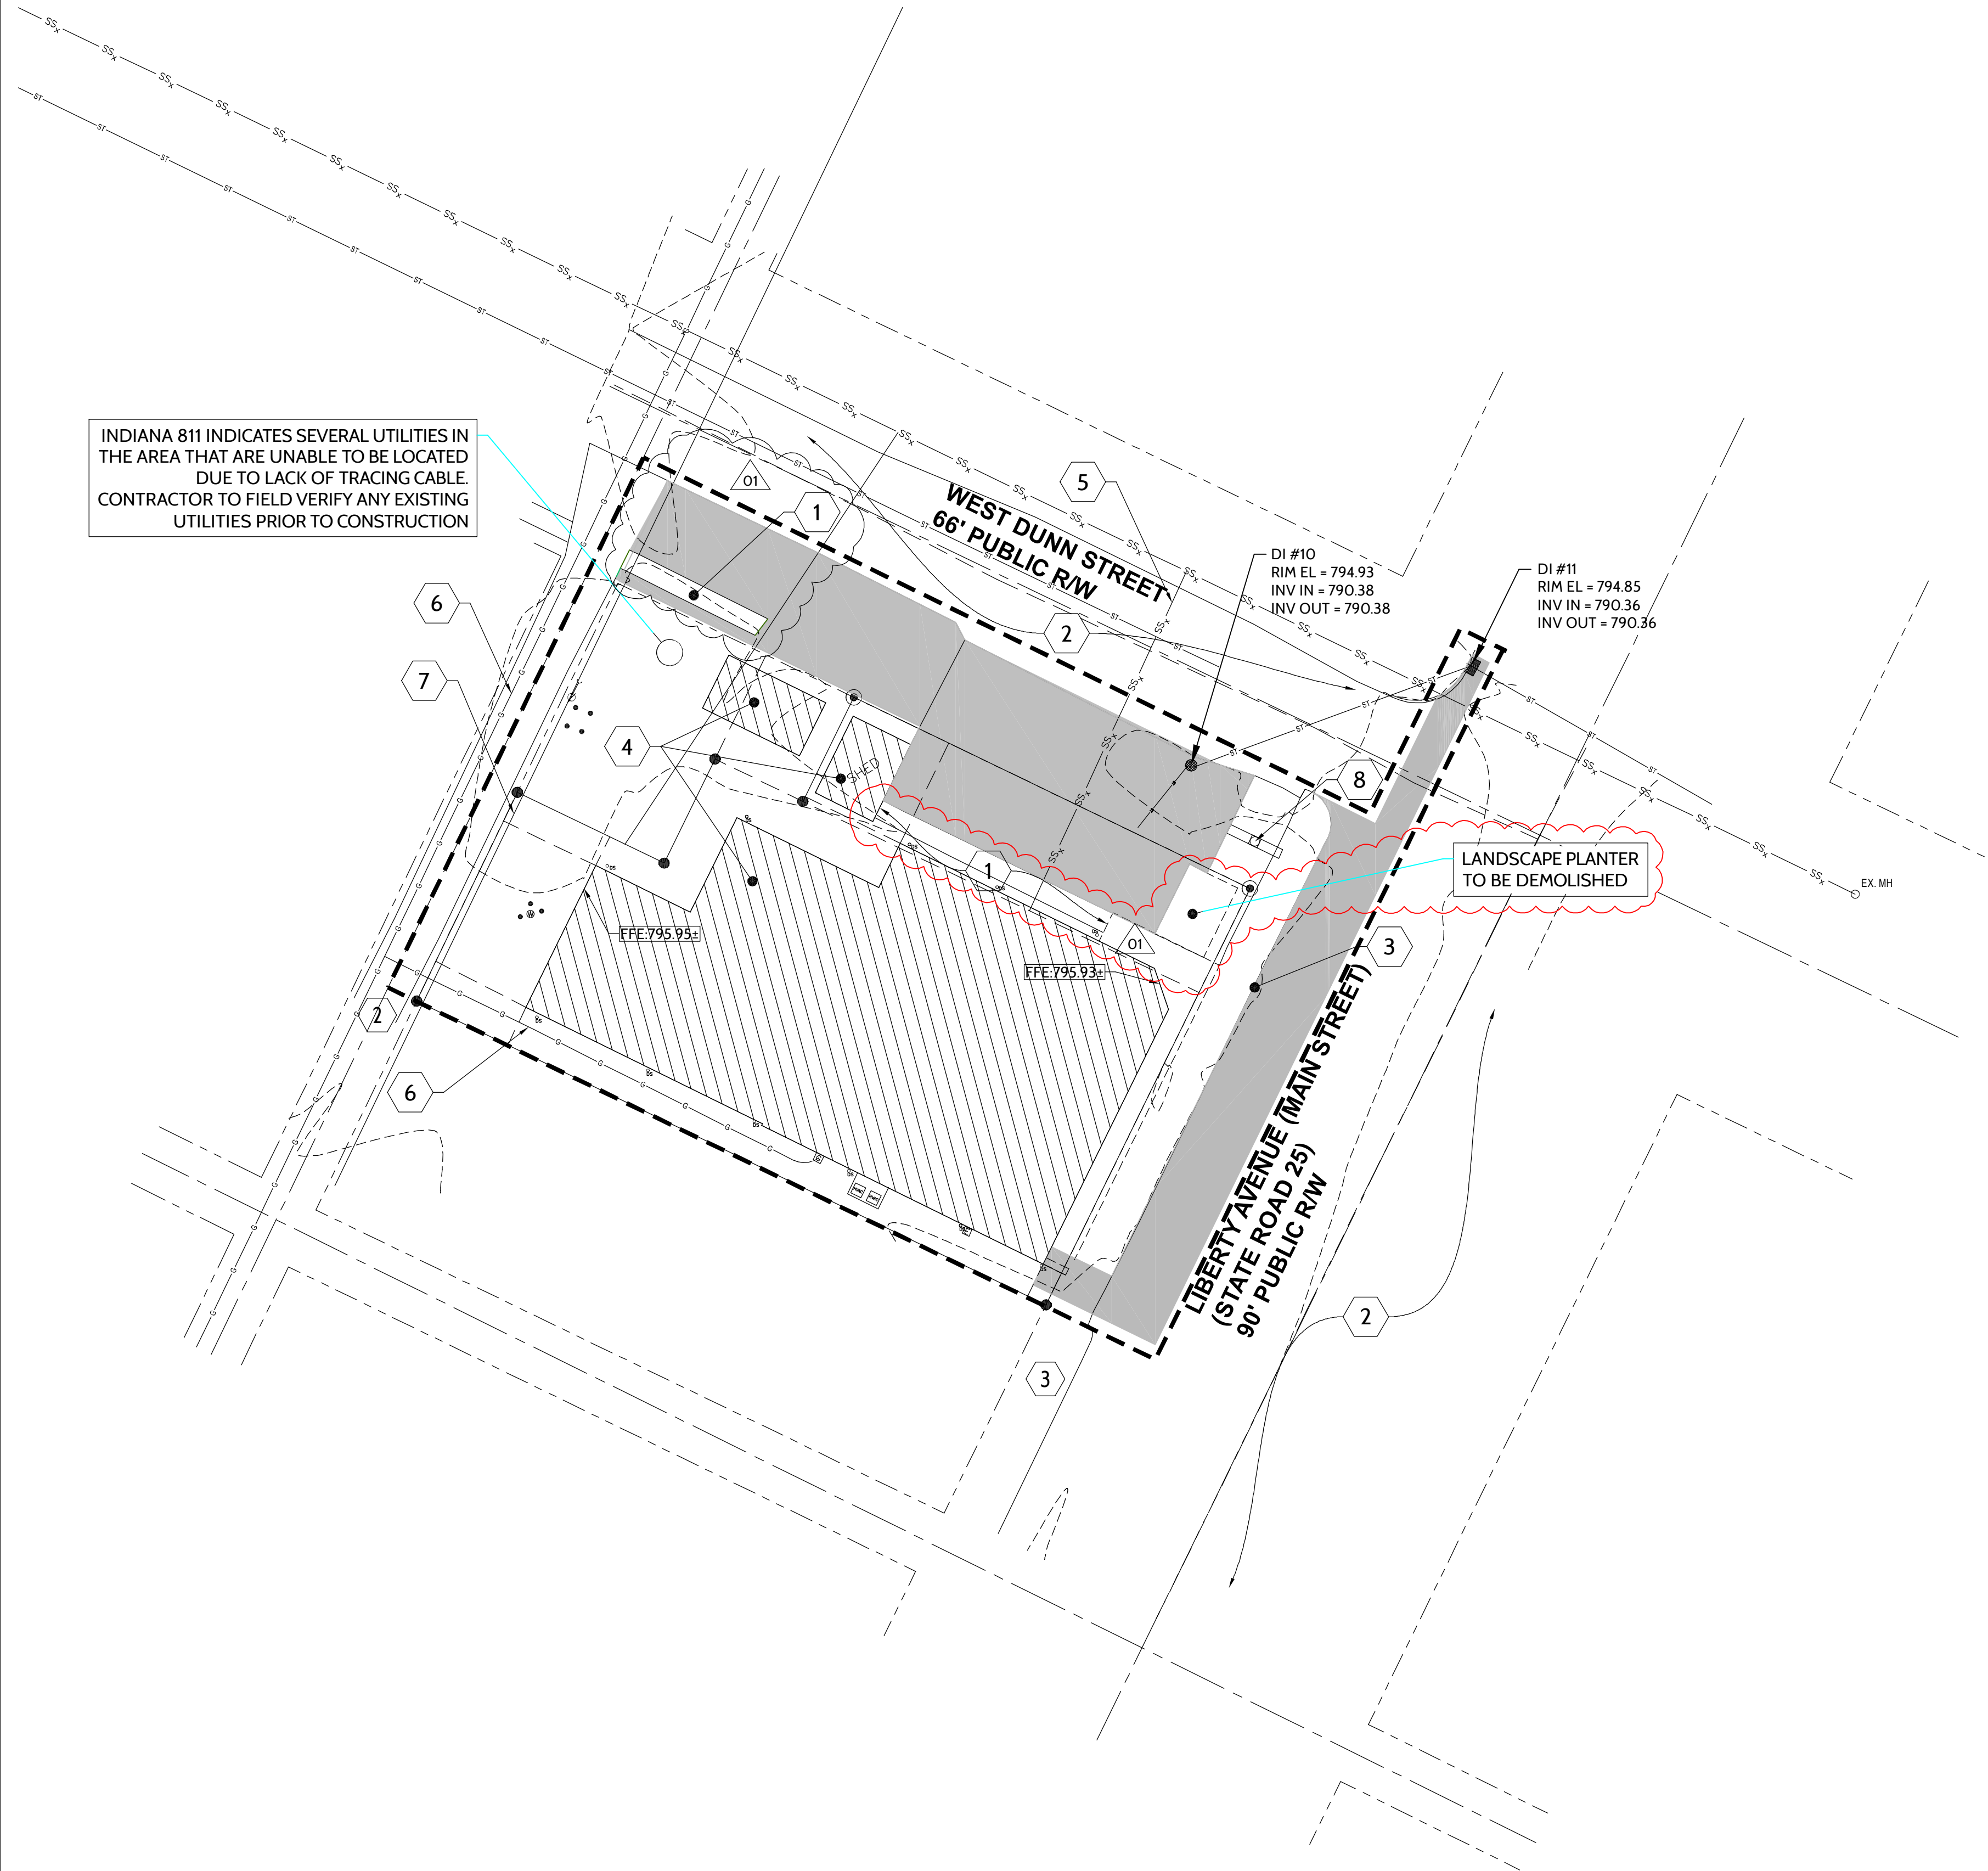 INDIANA 811 INDICATES SEVERAL UTILITIES IN
THE AREA THAT ARE UNABLE TO BE LOCATED
DUE TO LACK OF TRACING CABLE.
CONTRACTOR TO FIELD VERIFY ANY EXISTING
UTILITIES PRIOR TO CONSTRUCTION
01
1
5
WEST DUNN STREET
66' PUBLIC R/W
DI #10
RIM EL = 794.93
INV IN = 790.38
INV OUT = 790.38
DI #11
RIM EL = 794.85
INV IN = 790.36
INV OUT = 790.36
6
2
7
4
SHED
8
1
LANDSCAPE PLANTER
TO BE DEMOLISHED
EX. MH
FFE:795.95±
01
3
FFE:795.93±
2
6
LIBERTY AVENUE (MAIN STREET)
(STATE ROAD 25)
90' PUBLIC R/W
2
3
SSx
ST
G
DS
W